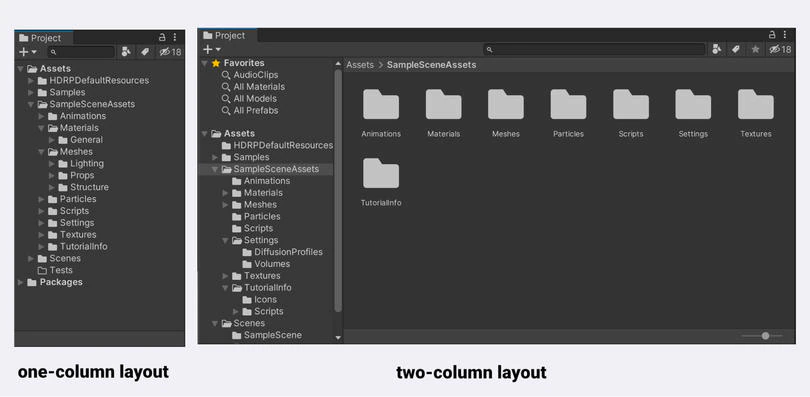 Project
18
Assets
HDRPDefaultResources
Samples
SampleSceneAssets
Animations
Materials
General
Meshes
Lighting
Props
Structure
Particles
Scripts
Settings
Textures
TutorialInfo
Scenes
Tests
Packages
one-column layout
Project
18
Favorites
AudioClips
All Materials
All Models
All Prefabs
Assets
HDRPDefaultResources
Samples
SampleSceneAssets
Animations
Materials
Meshes
Particles
Scripts
Settings
DiffusionProfiles
Volumes
Textures
TutorialInfo
Icons
Scripts
Scenes
SampleScene
Assets > SampleSceneAssets
Animations Materials Meshes Particles Scripts Settings Textures
TutorialInfo
two-column layout